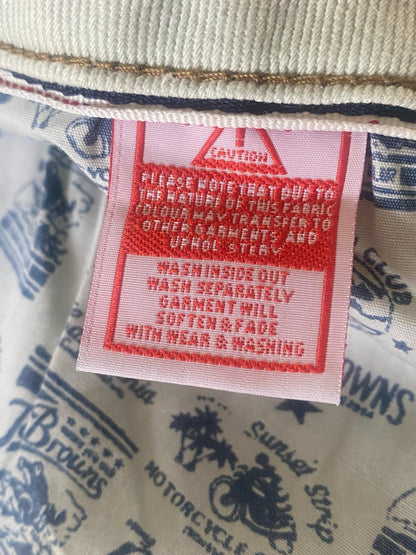 CAUTION
PLEASE NOTE THAT DUE TO
THE NATURE OF THIS FABRIC
COLOUR MAY TRANSFER TO
OTHER GARMENTS AND
UPHOLSTERY
WASH INSIDE OUT
WASH SEPARATELY
GARMENT WILL
SOFTEN & FADE
WITH WEAR & WASHING
CLUB
OWNS
Browns
Sunset Strip
MOTORCYCLE